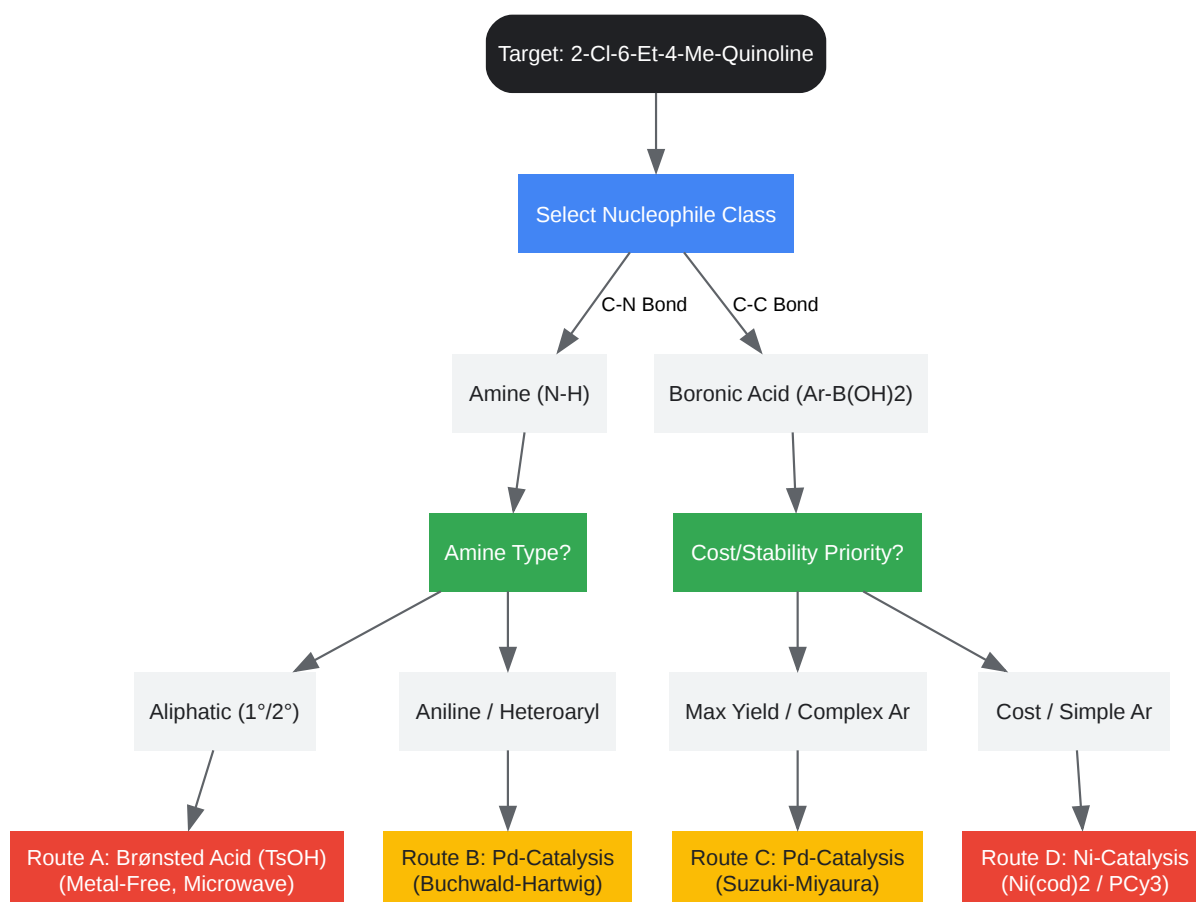 Target: 2-Cl-6-Et-4-Me-Quinoline
Select Nucleophile Class
C-N Bond
C-C Bond
Amine (N-H)
Boronic Acid (Ar-B(OH)2)
Amine Type?
Cost/Stability Priority?
Aliphatic (1°/2°)
Aniline / Heteroaryl
Max Yield / Complex Ar
Cost / Simple Ar
Route A: Brønsted Acid (TsOH)
(Metal-Free, Microwave)
Route B: Pd-Catalysis
(Buchwald-Hartwig)
Route C: Pd-Catalysis
(Suzuki-Miyaura)
Route D: Ni-Catalysis
(Ni(cod)2 / PCy3)